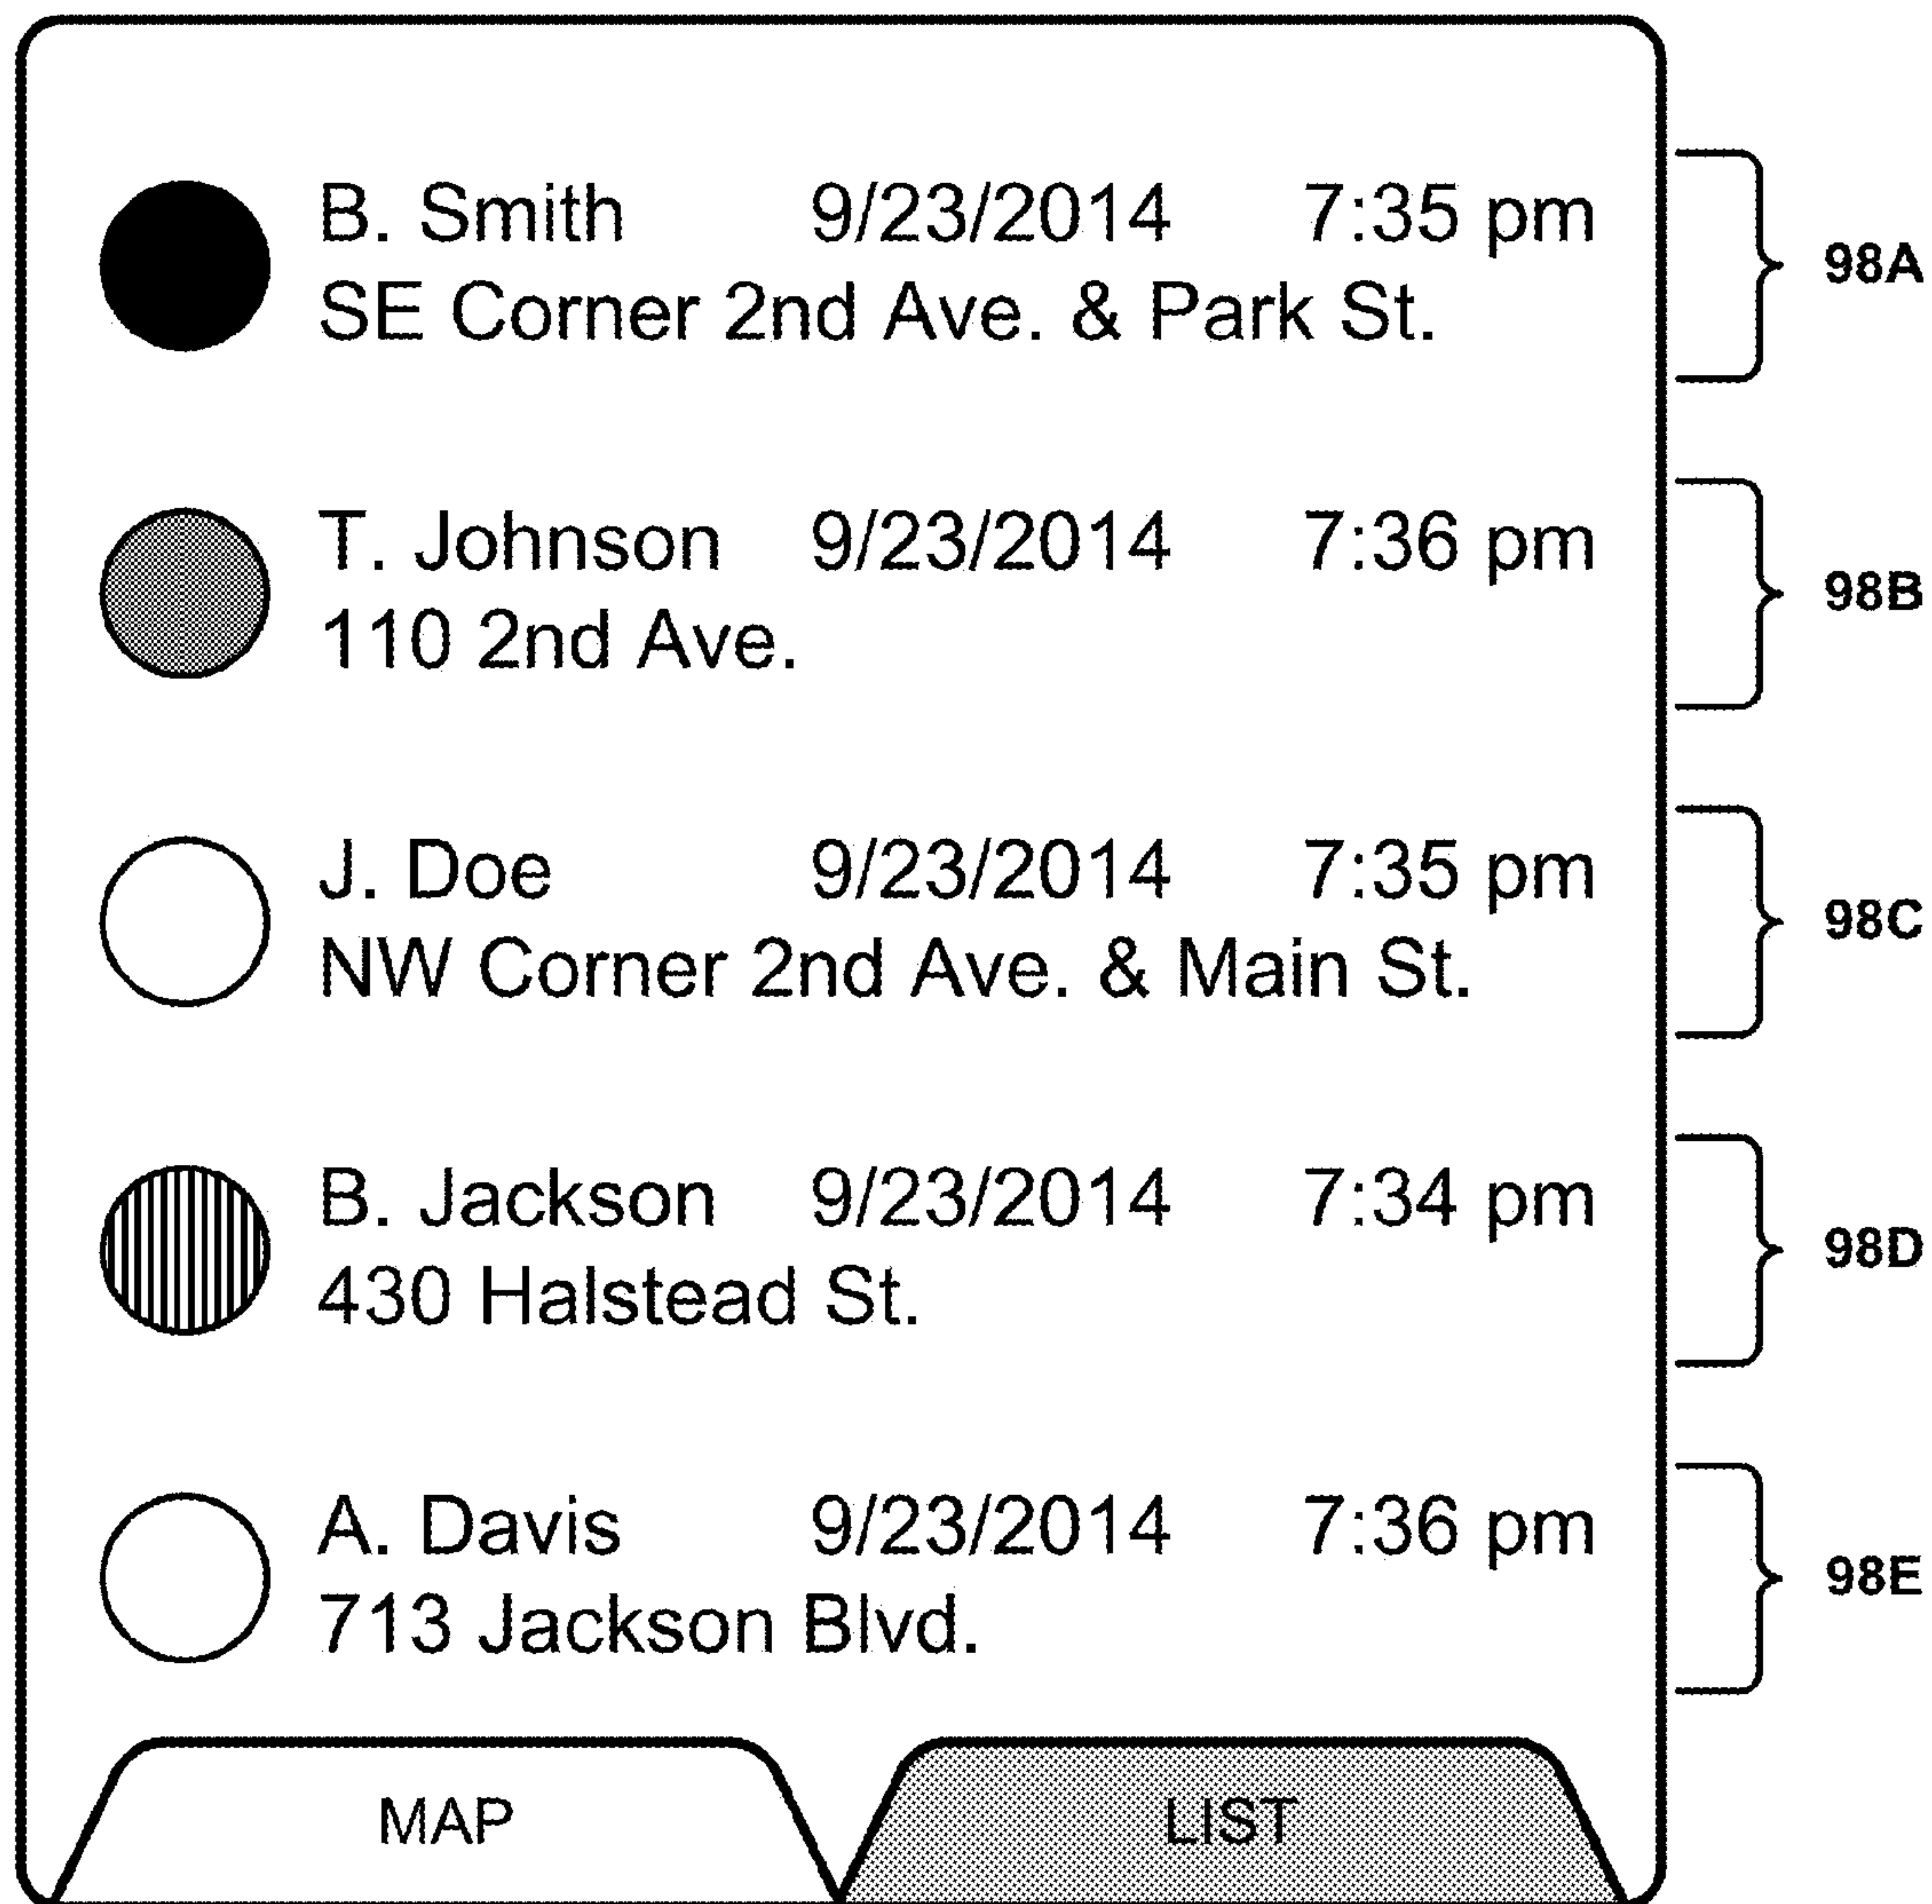 B. Smith 9/23/2014 7:35 pm
SE Corner 2nd Ave. & Park St.
98A
T. Johnson 9/23/2014 7:36 pm
110 2nd Ave.
98B
J. Doe 9/23/2014 7:35 pm
NW Corner 2nd Ave. & Main St.
98C
B. Jackson 9/23/2014 7:34 pm
430 Halstead St.
98D
A. Davis 9/23/2014 7:36 pm
713 Jackson Blvd.
98E
MAP LIST